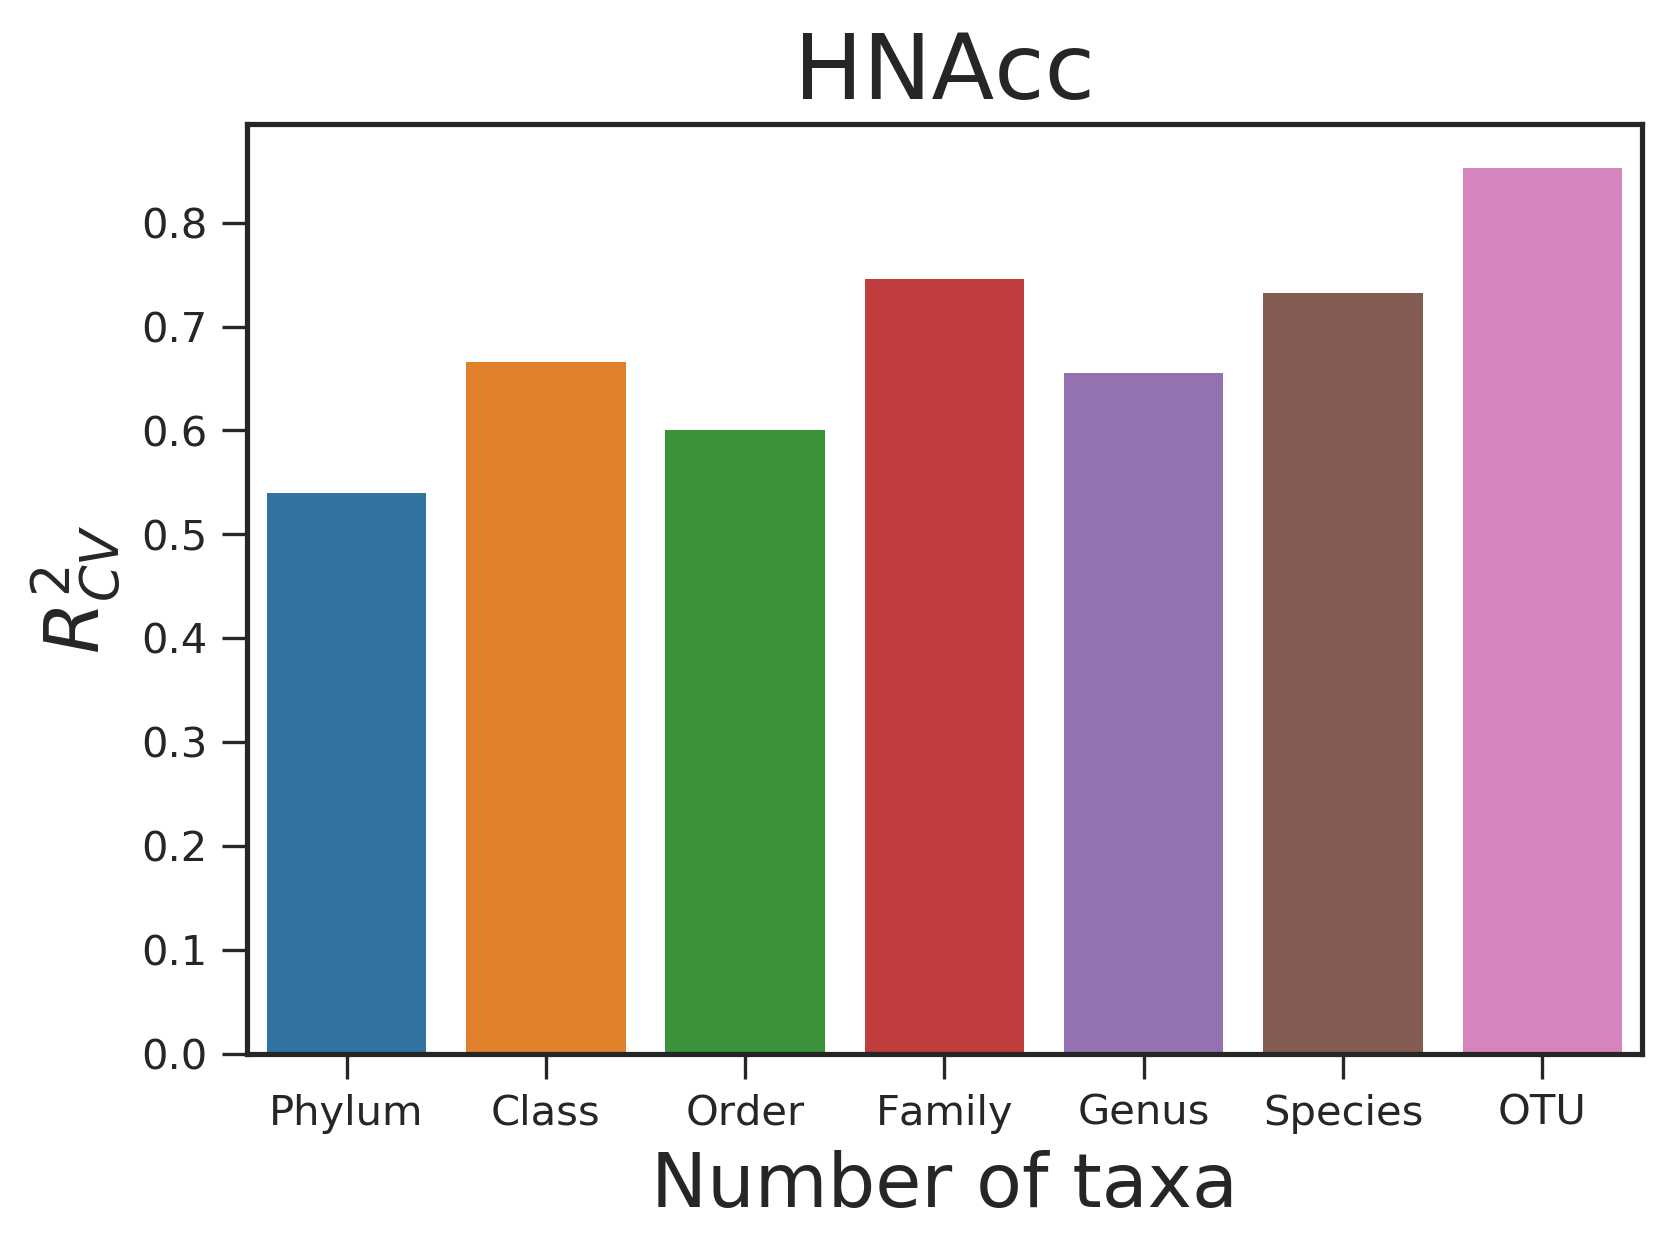 HNAcc
0.8
0.7
0.6
0.5
0.4
0.3
0.2
0.1
0.0
R²CV
Phylum Class Order Family Genus Species OTU
Number of taxa